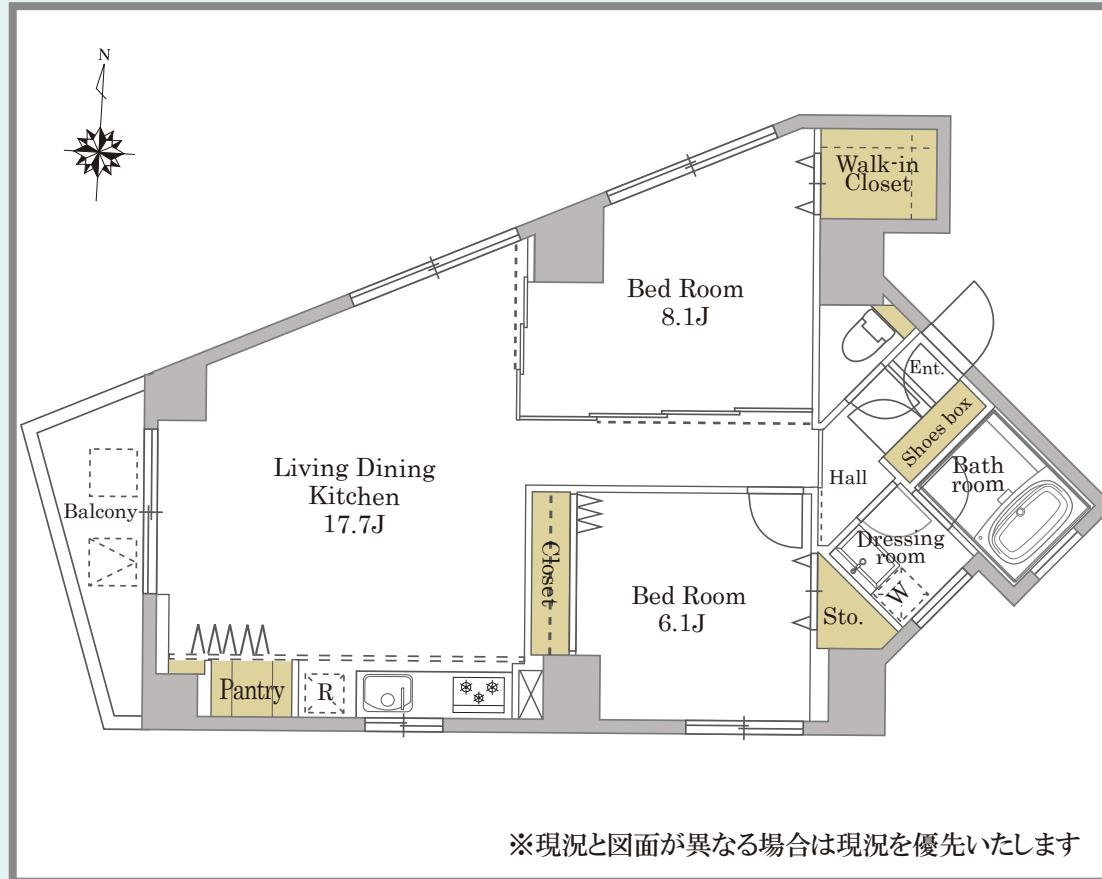 N
Walk-in
Closet
Bed Room
8.1J
Ent.
Shoes box
Living Dining
Kitchen
17.7J
Hall
Bath
room
Balcony
Closet
Dressing
room
Bed Room
6.1J
W
Sto.
Pantry
R
※現況と図面が異なる場合は現況を優先いたします